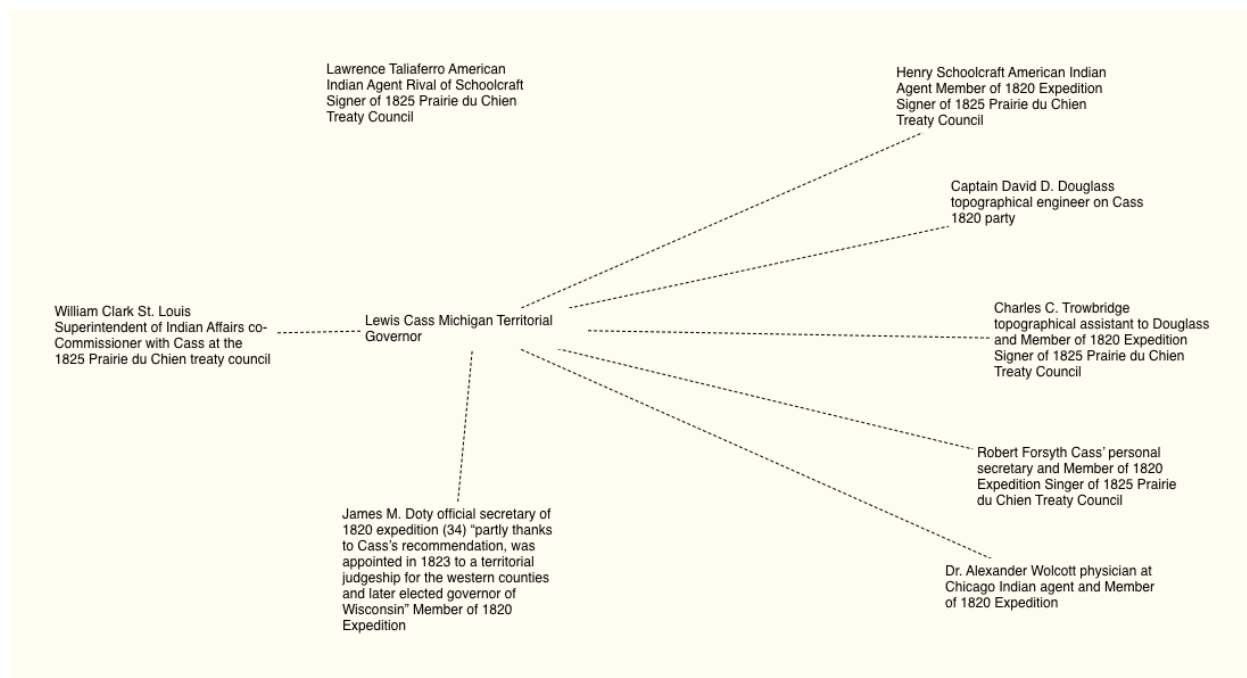 Lawrence Taliaferro American
Indian Agent Rival of Schoolcraft
Signer of 1825 Prairie du Chien
Treaty Council
Henry Schoolcraft American Indian
Agent Member of 1820 Expedition
Signer of 1825 Prairie du Chien
Treaty Council
Captain David D. Douglass
topographical engineer on Cass
1820 party
William Clark St. Louis
Superintendent of Indian Affairs co-
Commissioner with Cass at the
1825 Prairie du Chien treaty council
Lewis Cass Michigan Territorial
Governor
Charles C. Trowbridge
topographical assistant to Douglass
and Member of 1820 Expedition
Signer of 1825 Prairie du Chien
Treaty Council
Robert Forsyth Cass’ personal
secretary and Member of 1820
Expedition Singer of 1825 Prairie
du Chien Treaty Council
James M. Doty official secretary of
1820 expedition (34) “partly thanks
to Cass’s recommendation, was
appointed in 1823 to a territorial
judgeship for the western counties
and later elected governor of
Wisconsin” Member of 1820
Expedition
Dr. Alexander Wolcott physician at
Chicago Indian agent and Member
of 1820 Expedition